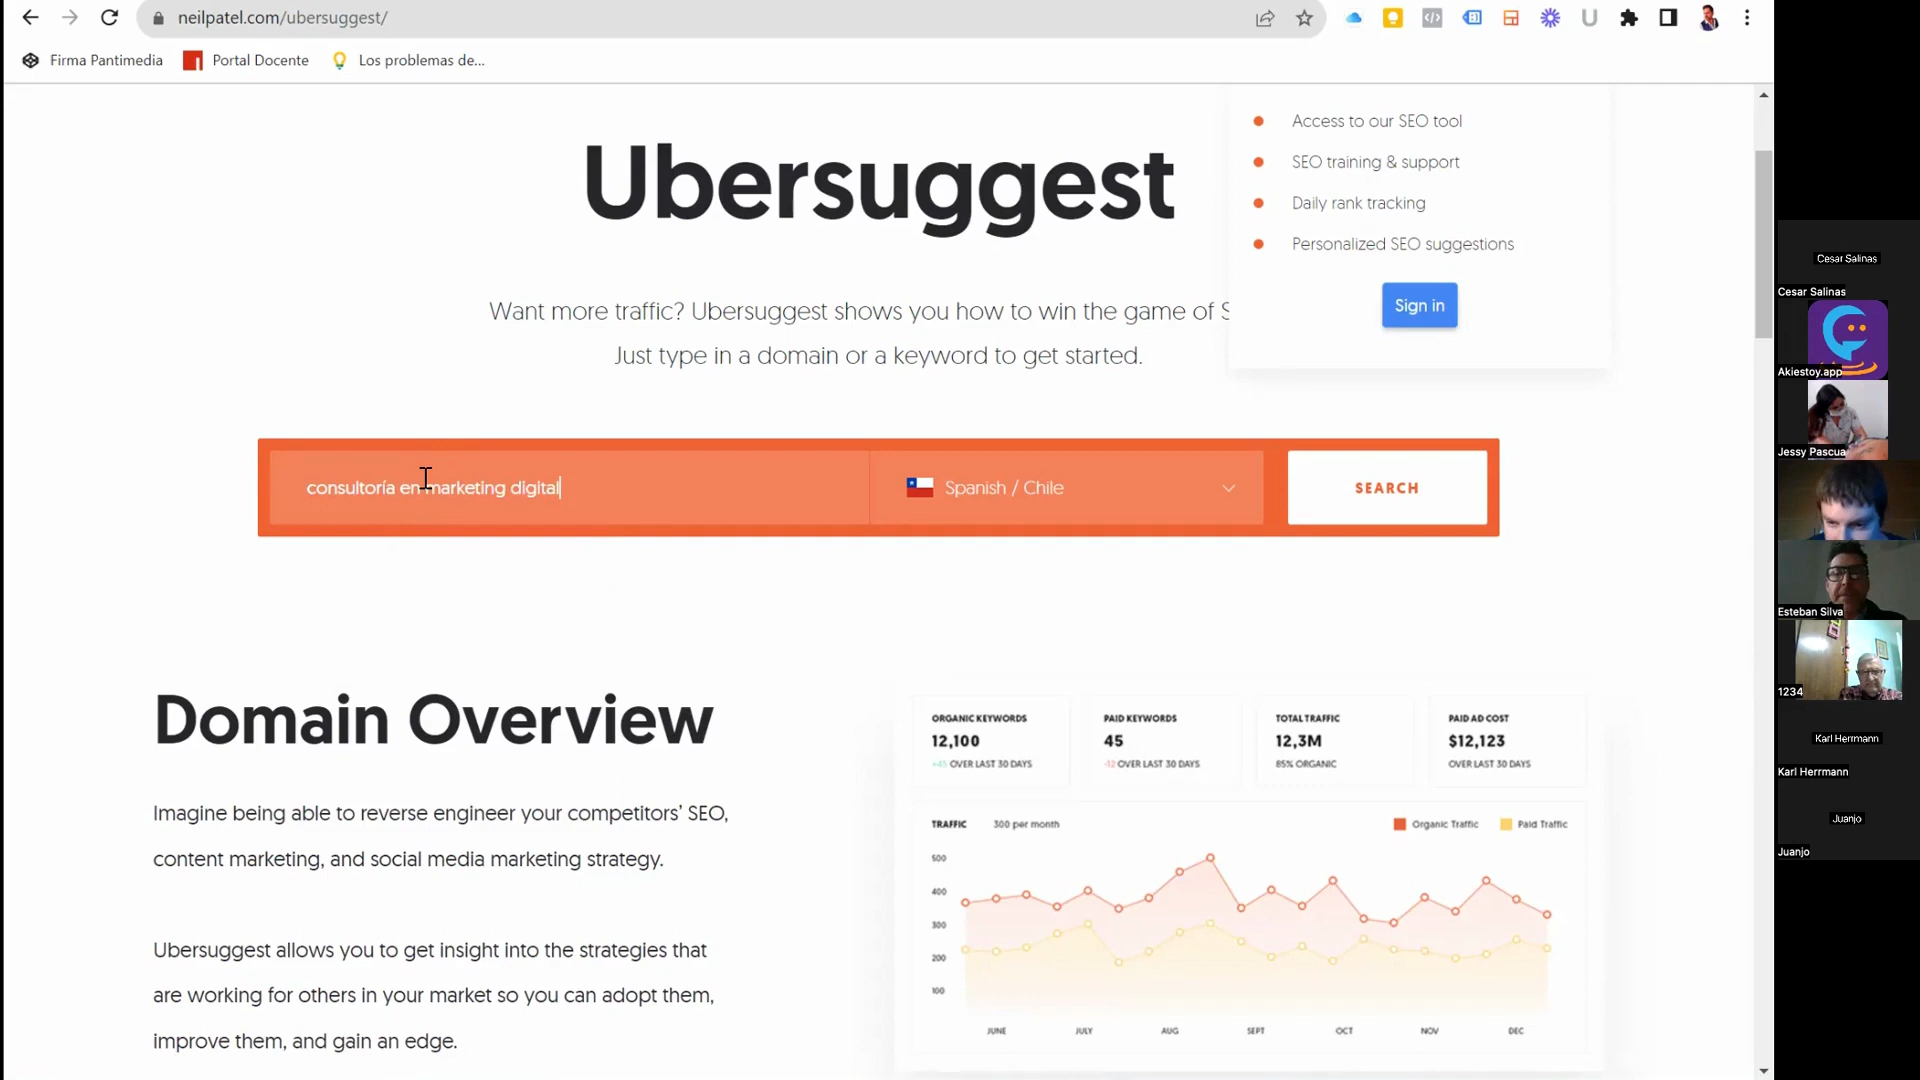 neilpatel.com/ubersuggest/
Firma Pantimedia
Portal Docente
Los problemas de...
Access to our SEO tool
SEO training & support
Daily rank tracking
Personalized SEO suggestions
Sign in
Ubersuggest
Want more traffic? Ubersuggest shows you how to win the game of S
Just type in a domain or a keyword to get started.
consultoría en marketing digital
Spanish / Chile
SEARCH
Domain Overview
Imagine being able to reverse engineer your competitors’ SEO,
content marketing, and social media marketing strategy.
Ubersuggest allows you to get insight into the strategies that
are working for others in your market so you can adopt them,
improve them, and gain an edge.
ORGANIC KEYWORDS
12,100
+45 OVER LAST 30 DAYS
PAID KEYWORDS
45
-12 OVER LAST 30 DAYS
TOTAL TRAFFIC
12,3M
85% ORGANIC
PAID AD COST
$12,123
OVER LAST 30 DAYS
TRAFFIC 300 per month
Organic Traffic Paid Traffic
500
400
300
200
100
JUNE JULY AUG SEPT OCT NOV DEC
Cesar Salinas
Cesar Salinas
Akiestoy.app
Jessy Pascua
Esteban Silva
1234
Karl Herrmann
Karl Herrmann
Juanjo
Juanjo